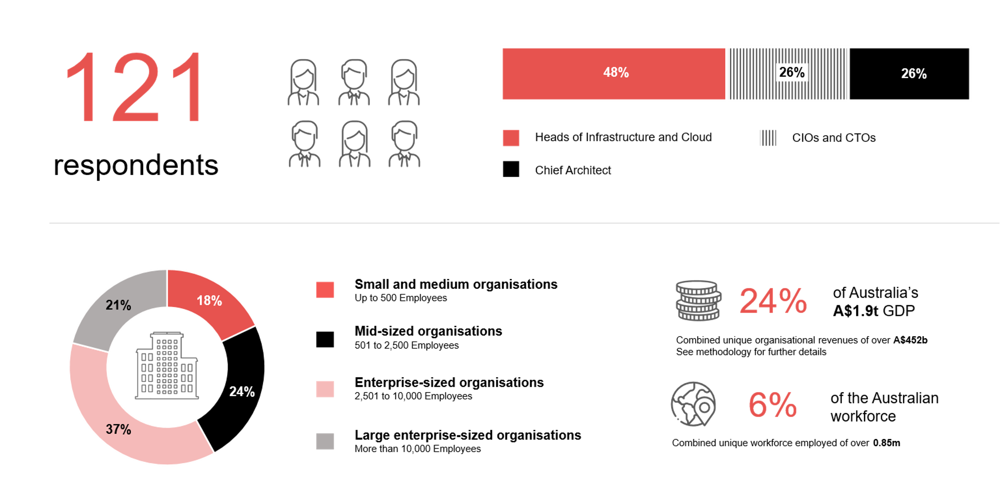 121
respondents
48%
26%
26%
Heads of Infrastructure and Cloud
CIOs and CTOs
Chief Architect
21%
18%
24%
37%
Small and medium organisations
Up to 500 Employees
Mid-sized organisations
501 to 2,500 Employees
Enterprise-sized organisations
2,501 to 10,000 Employees
Large enterprise-sized organisations
More than 10,000 Employees
24%
of Australia’s
A$1.9t GDP
Combined unique organisational revenues of over A$452b
See methodology for further details
6%
of the Australian
workforce
Combined unique workforce employed of over 0.85m